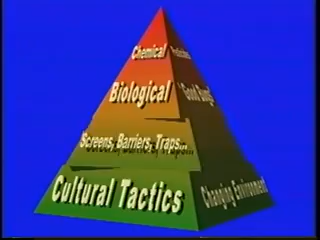 Chemical
Biological
"Good Bugs"
Screens, Barriers, Traps...
Cultural Tactics
Changing Environment